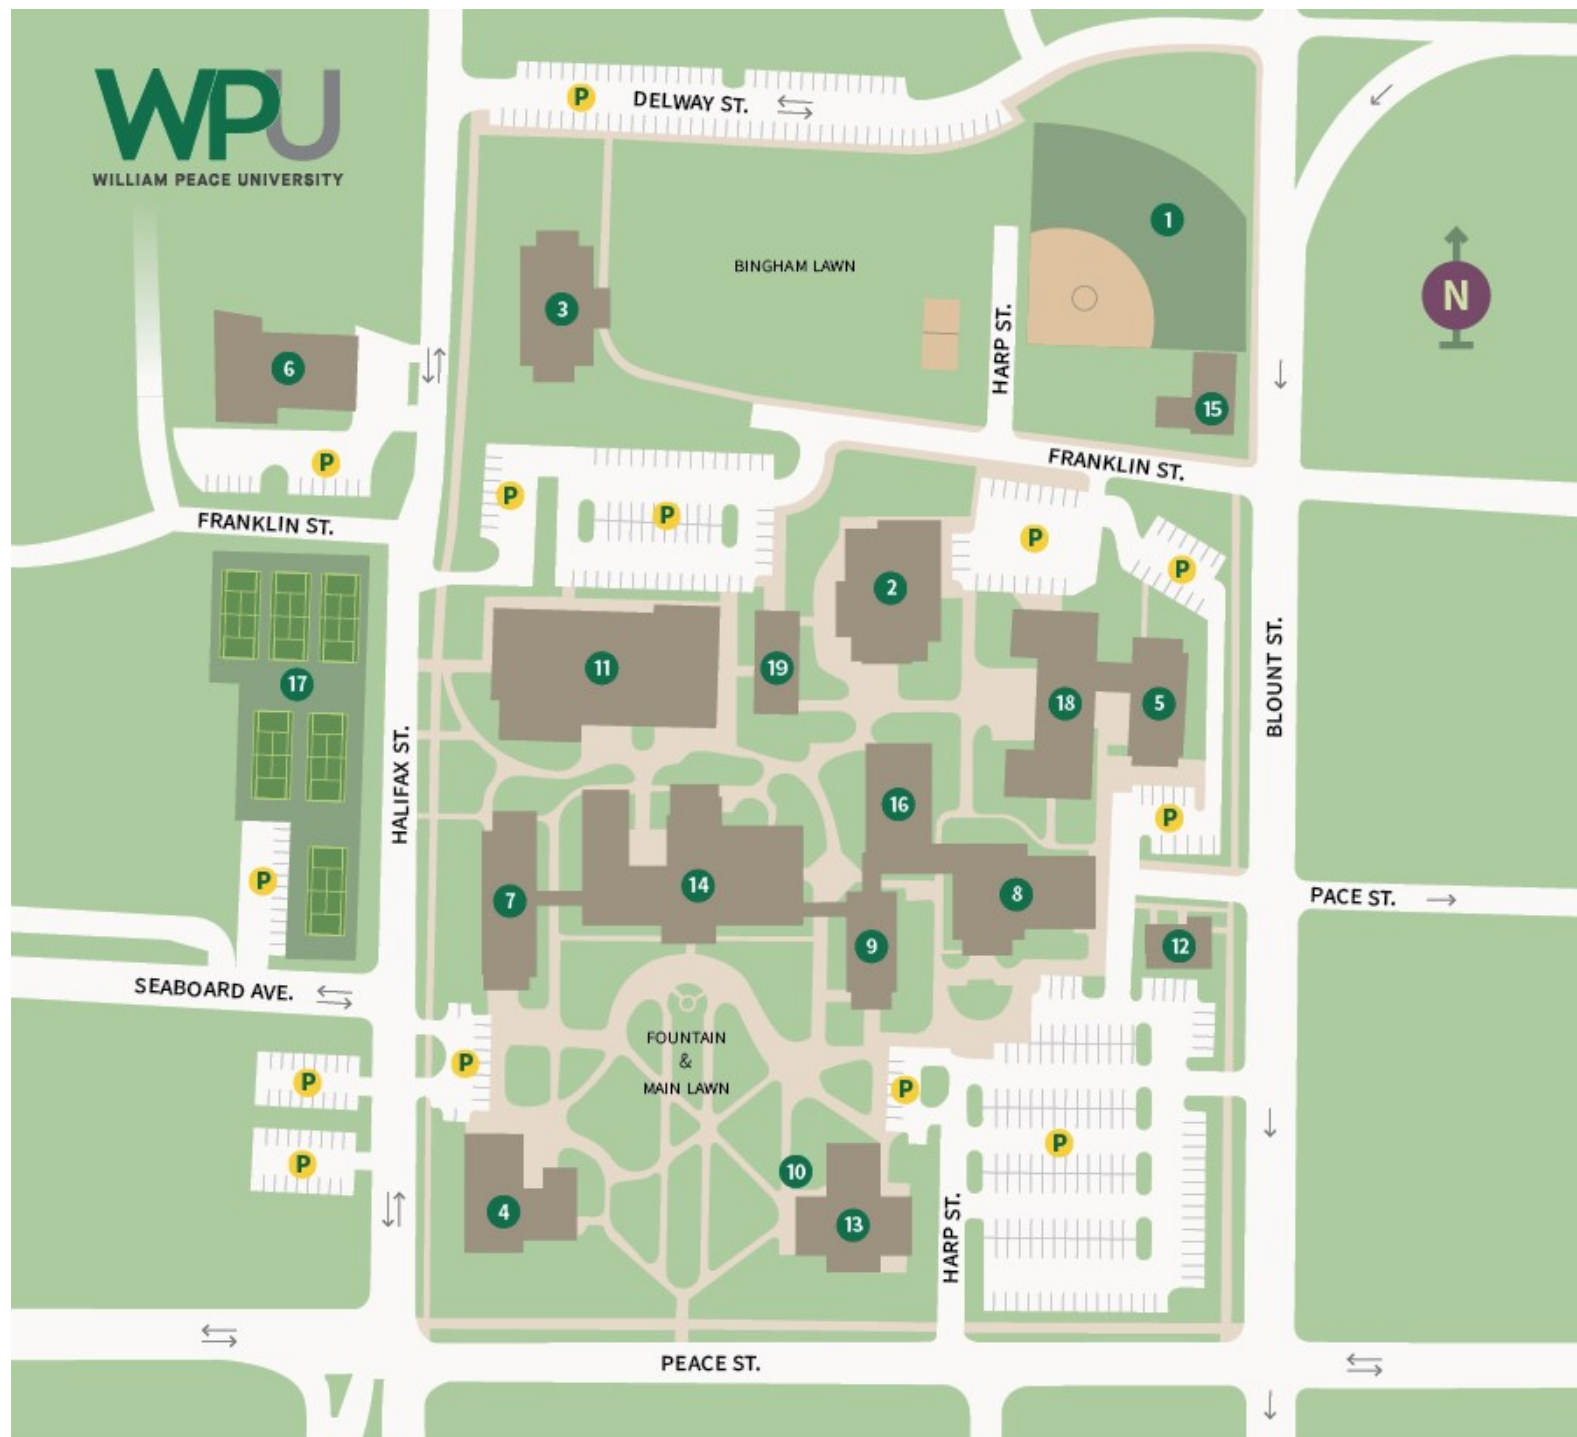 WPU
WILLIAM PEACE UNIVERSITY
P
DELWAY ST.
1
N
BINGHAM LAWN
3
HARP ST.
6
15
P
FRANKLIN ST.
P
P
P
P
FRANKLIN ST.
2
11
19
17
18
5
BLOUNT ST.
HALIFAX ST.
16
P
P
14
7
8
PACE ST.
9
12
SEABOARD AVE.
FOUNTAIN
&
MAIN LAWN
P
P
P
P
P
10
4
13
HARP ST.
PEACE ST.